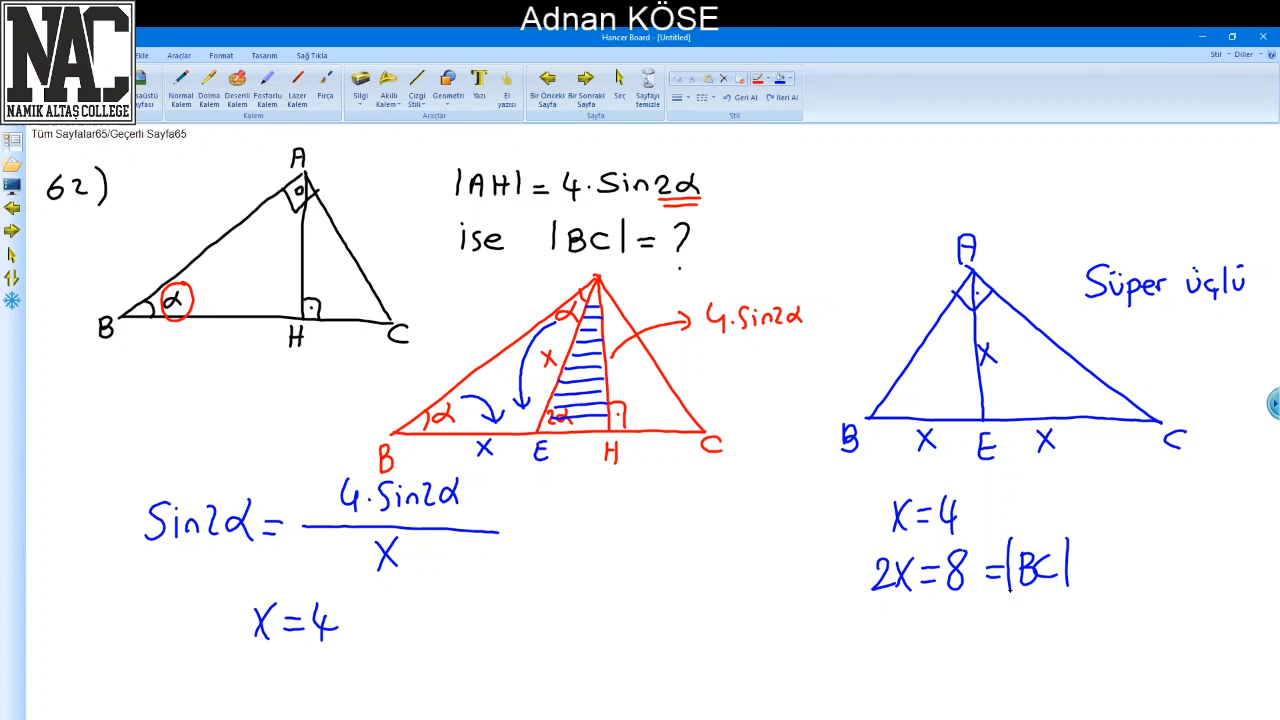 Adnan KÖSE
NAC
NAMIK ALTAŞ COLLEGE
Hancer Board - [Untitled]
Ekle Araçlar Format Tasarım Sağ Tıkla
Stil Diller
Normal Kalem
Dolma Kalem
Desenli Kalem
Fosforlu Kalem
Lazer Kalem
Fırça
Silgi
Akıllı Kalem
Çizgi Stili
Geometri
Yazı
El yazısı
Bir Önceki Sayfa
Bir Sonraki Sayfa
Seç
Sayfayı temizle
Geri Al
İleri Al
Kalem
Araçlar
Sayfa
Stil
Tüm Sayfalar65/Geçerli Sayfa65
62)
A
α
B
H
C
|AH| = 4.Sin2α
ise |BC| = ?
α
4.Sin2α
x
α
2α
B
x
E
H
C
Süper üçlü
A
x
B
x
E
x
C
Sin2α = 4.Sin2α
x
x = 4
x = 4
2x = 8 = |BC|